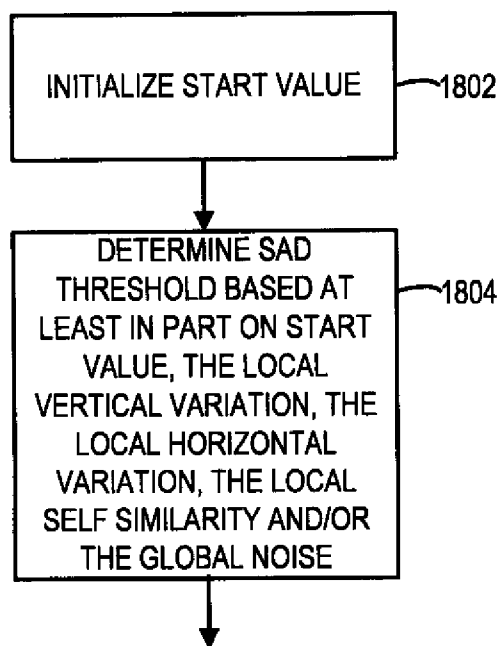 INITIALIZE START VALUE
1802
DETERMINE SAD
THRESHOLD BASED AT
LEAST IN PART ON START
VALUE, THE LOCAL
VERTICAL VARIATION, THE
LOCAL HORIZONTAL
VARIATION, THE LOCAL
SELF SIMILARITY AND/OR
THE GLOBAL NOISE
1804